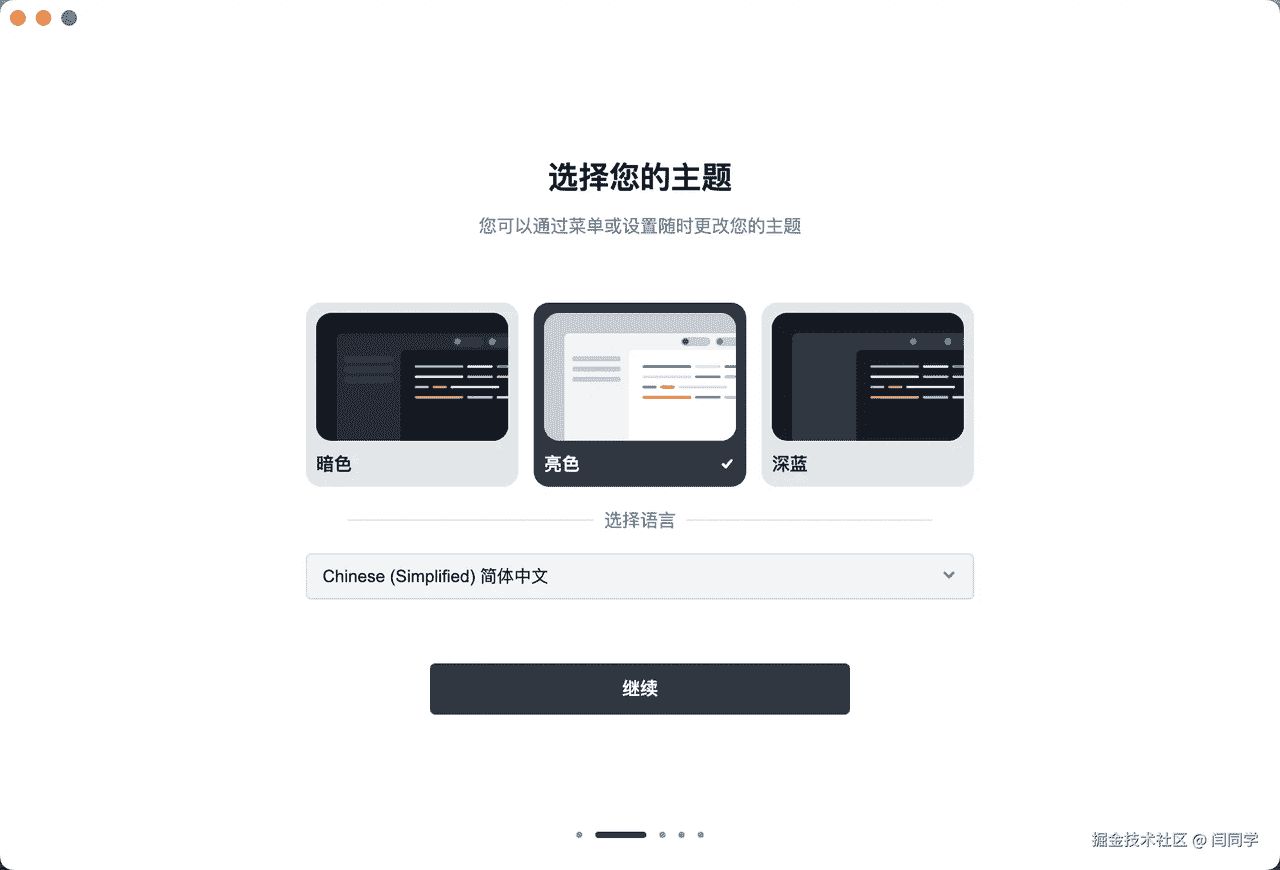 选择您的主题
您可以通过菜单或设置随时更改您的主题
暗色
亮色
深蓝
选择语言
Chinese (Simplified) 简体中文
继续
掘金技术社区 @ 闫同学